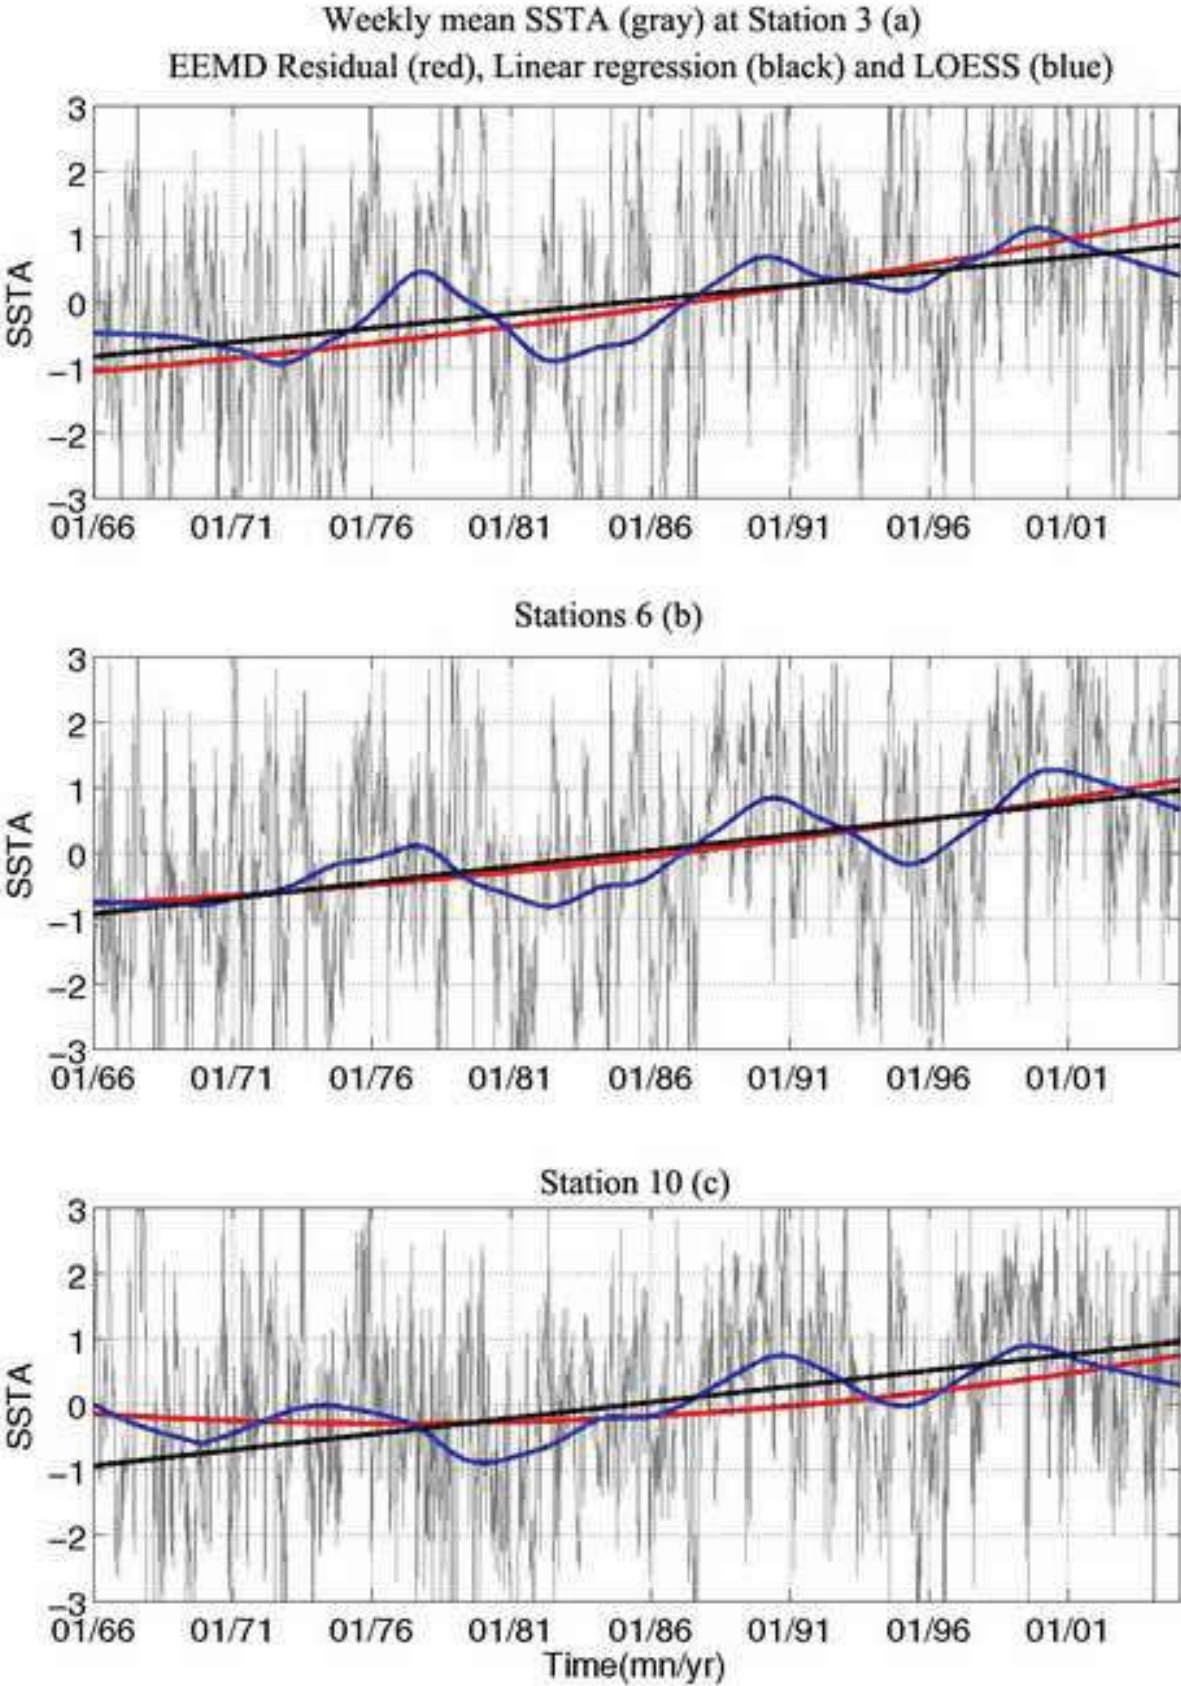 Weekly mean SSTA (gray) at Station 3 (a)
EEMD Residual (red), Linear regression (black) and LOESS (blue)
3
2
1
0
−1
−2
−3
SSTA
01/66 01/71 01/76 01/81 01/86 01/91 01/96 01/01
Stations 6 (b)
3
2
1
0
−1
−2
−3
SSTA
01/66 01/71 01/76 01/81 01/86 01/91 01/96 01/01
Station 10 (c)
3
2
1
0
−1
−2
−3
SSTA
01/66 01/71 01/76 01/81 01/86 01/91 01/96 01/01
Time(mn/yr)